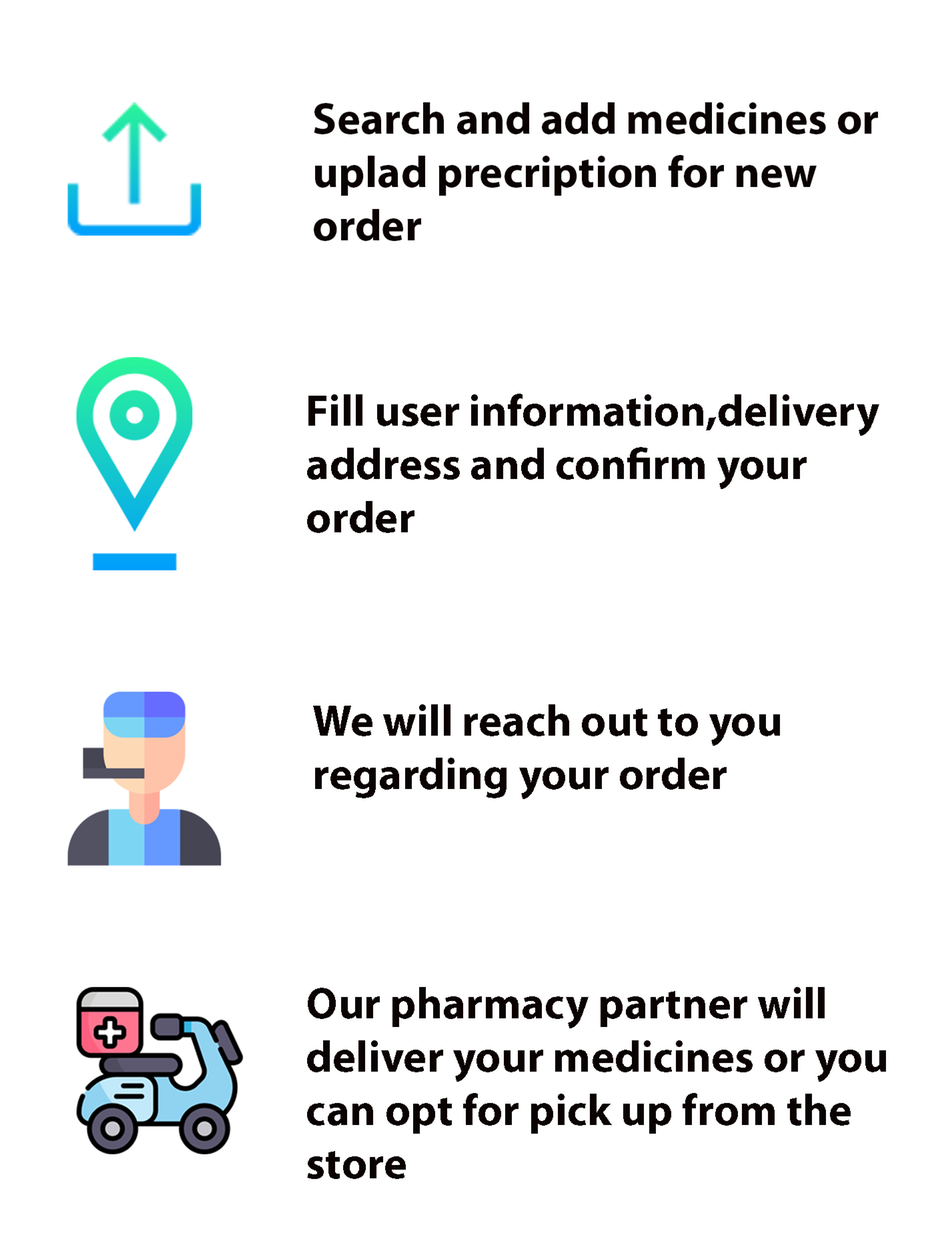 Search and add medicines or
uplad precription for new
order
Fill user information,delivery
address and confirm your
order
We will reach out to you
regarding your order
Our pharmacy partner will
deliver your medicines or you
can opt for pick up from the
store